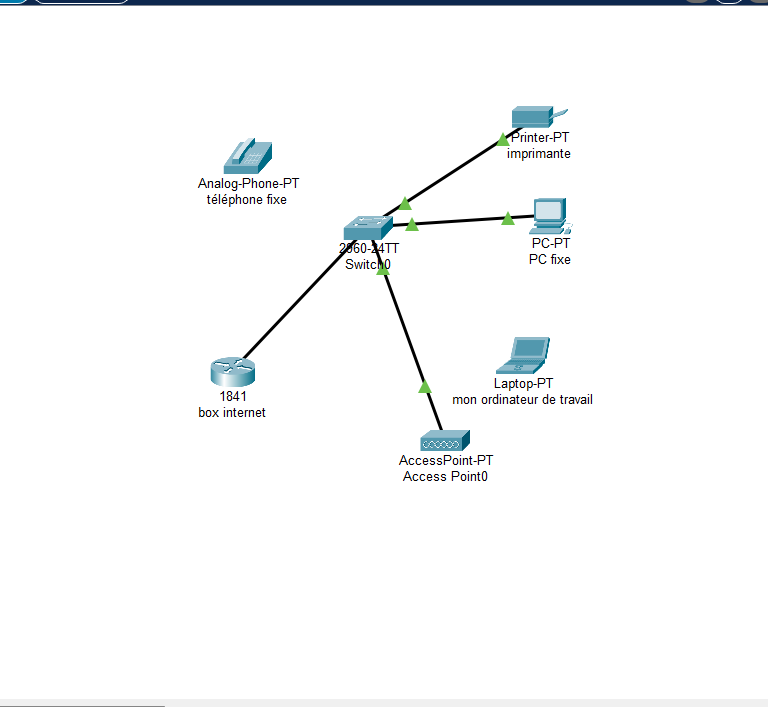 Printer-PT
imprimante
Analog-Phone-PT
téléphone fixe
2960-24TT
Switch0
PC-PT
PC fixe
Laptop-PT
mon ordinateur de travail
1841
box internet
AccessPoint-PT
Access Point0